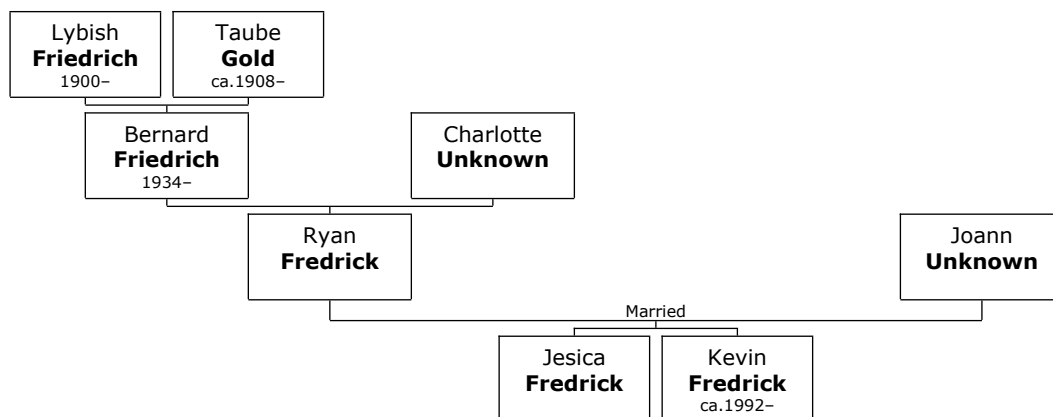 Lybish
Friedrich
1900–
Taube
Gold
ca.1908–
Bernard
Friedrich
1934–
Charlotte
Unknown
Ryan
Fredrick
Joann
Unknown
Married
Jesica
Fredrick
Kevin
Fredrick
ca.1992–